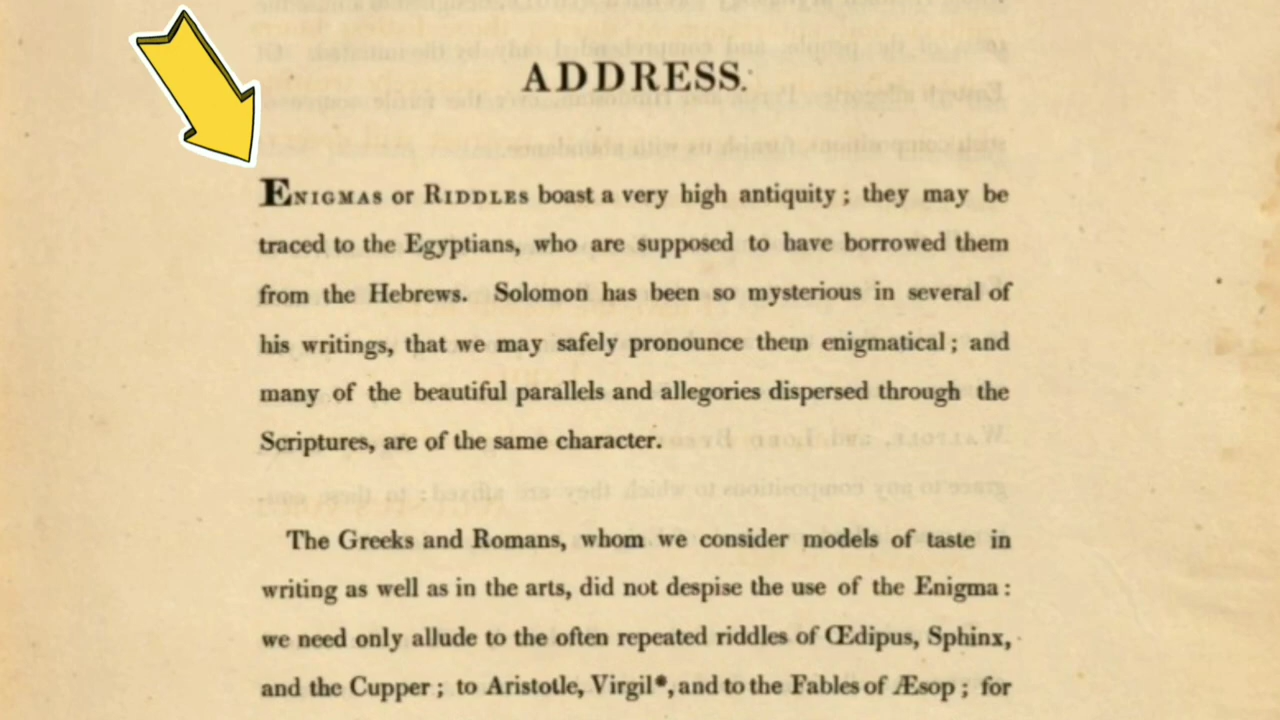 ADDRESS.
ENIGMAS or RIDDLES boast a very high antiquity; they may be
traced to the Egyptians, who are supposed to have borrowed them
from the Hebrews. Solomon has been so mysterious in several of
his writings, that we may safely pronounce them enigmatical; and
many of the beautiful parallels and allegories dispersed through the
Scriptures, are of the same character.
The Greeks and Romans, whom we consider models of taste in
writing as well as in the arts, did not despise the use of the Enigma:
we need only allude to the often repeated riddles of Œdipus, Sphinx,
and the Cupper; to Aristotle, Virgil*, and to the Fables of Æsop; for